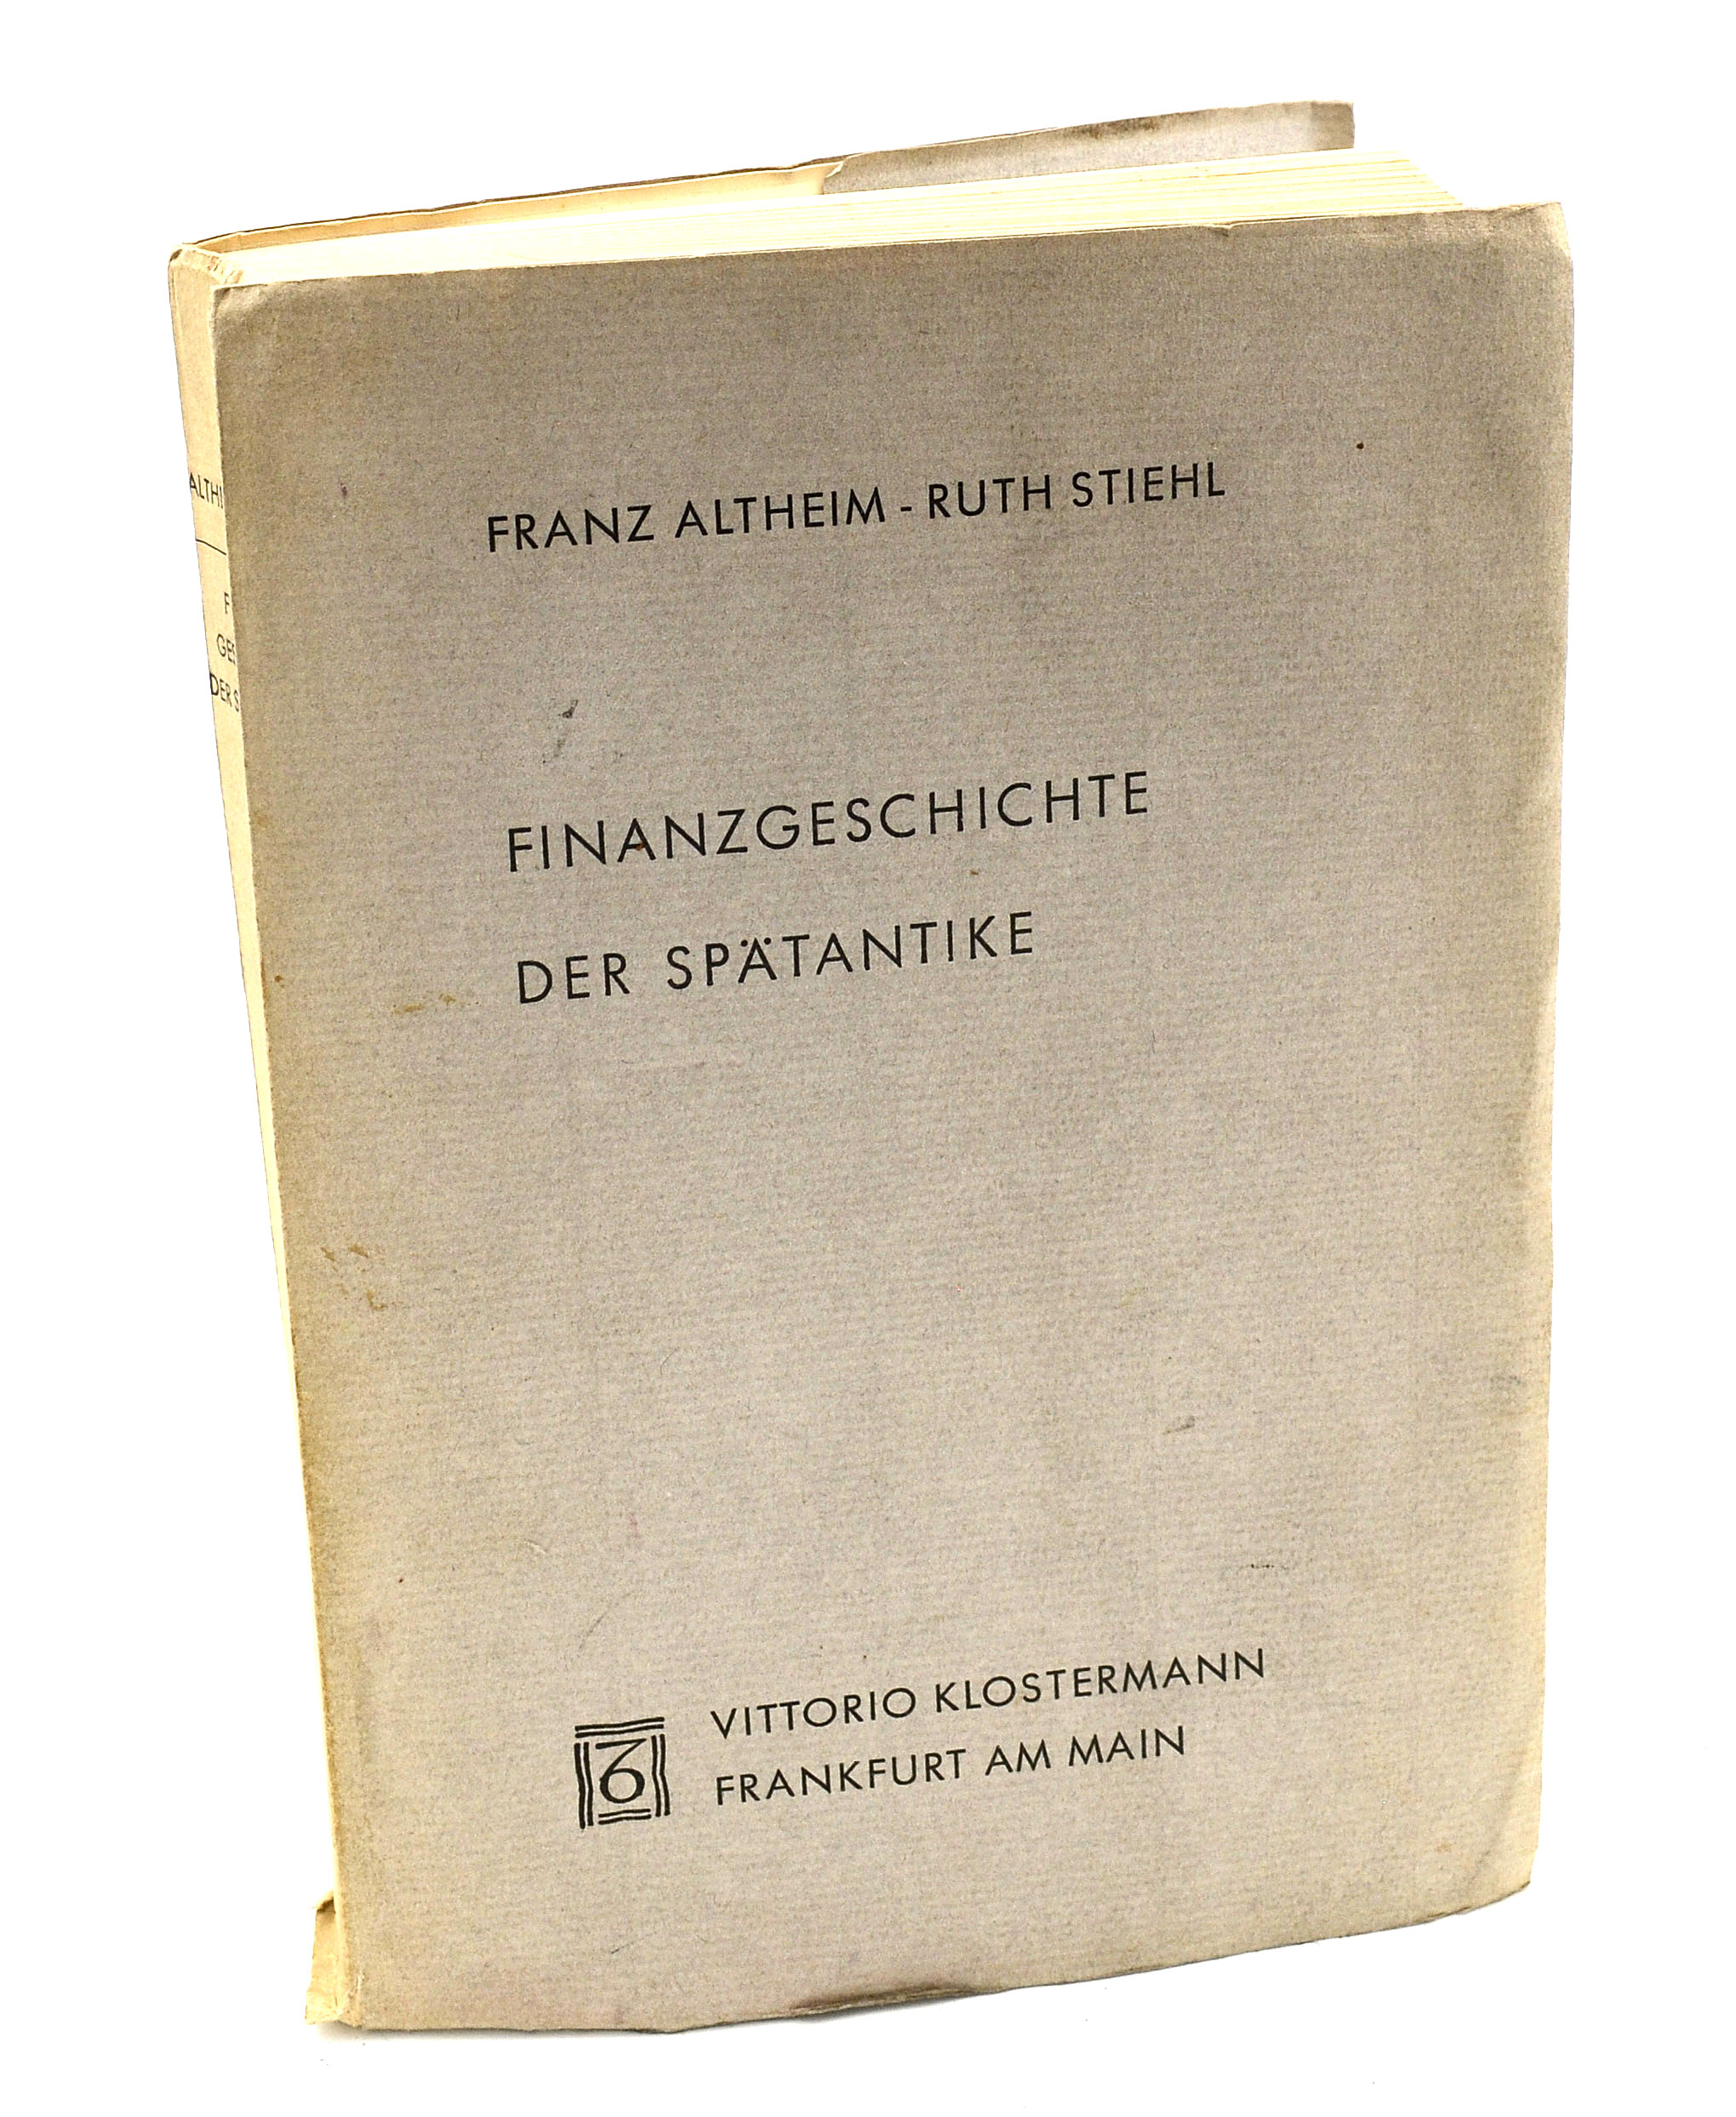 FRANZ ALTHEIM - RUTH STIEHL
FINANZGESCHICHTE
DER SPÄTANTIKE
VITTORIO KLOSTERMANN
FRANKFURT AM MAIN